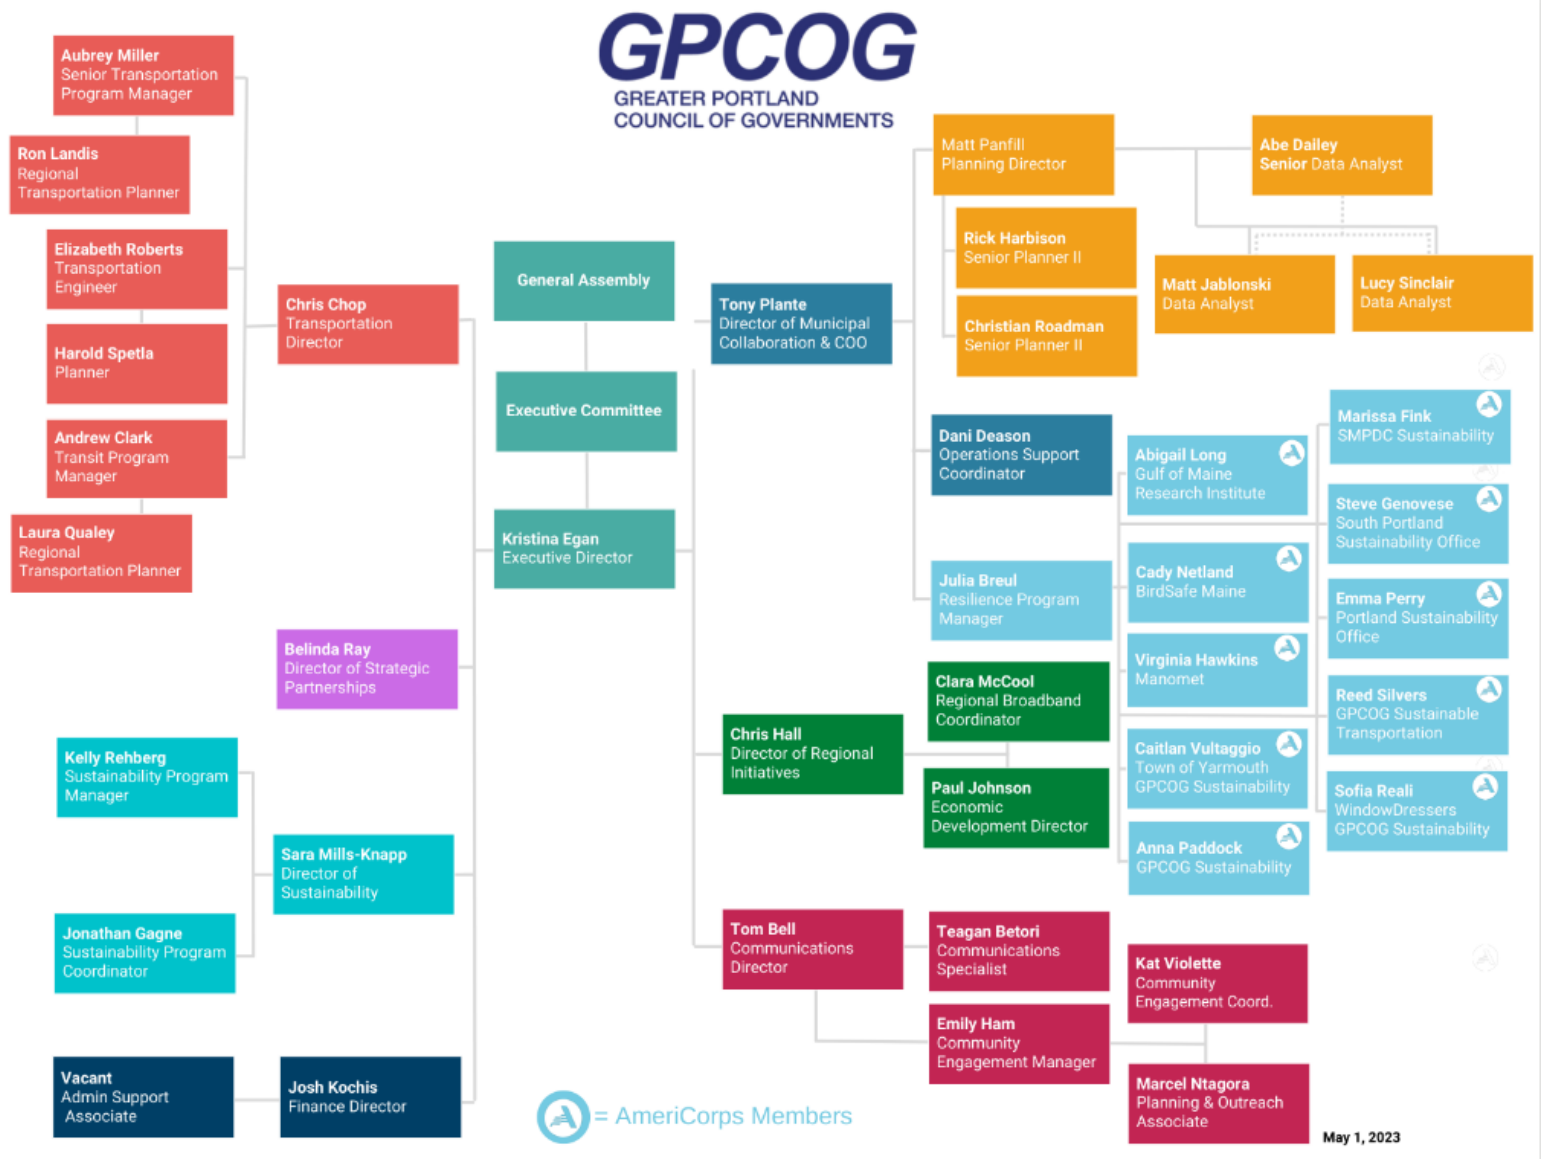 GPCOG
GREATER PORTLAND
COUNCIL OF GOVERNMENTS
Aubrey Miller
Senior Transportation
Program Manager
Ron Landis
Regional
Transportation Planner
Elizabeth Roberts
Transportation
Engineer
Harold Spetla
Planner
Andrew Clark
Transit Program
Manager
Laura Qualey
Regional
Transportation Planner
Chris Chop
Transportation
Director
Belinda Ray
Director of Strategic
Partnerships
Kelly Rehberg
Sustainability Program
Manager
Sara Mills-Knapp
Director of
Sustainability
Jonathan Gagne
Sustainability Program
Coordinator
Vacant
Admin Support
Associate
Josh Kochis
Finance Director
General Assembly
Executive Committee
Kristina Egan
Executive Director
Tony Plante
Director of Municipal
Collaboration & COO
Matt Panfill
Planning Director
Rick Harbison
Senior Planner II
Christian Roadman
Senior Planner II
Abe Dailey
Senior Data Analyst
Matt Jablonski
Data Analyst
Lucy Sinclair
Data Analyst
Dani Deason
Operations Support
Coordinator
Julia Breul
Resilience Program
Manager
Abigail Long
Gulf of Maine
Research Institute
Cady Netland
BirdSafe Maine
Virginia Hawkins
Manomet
Caitlan Vultaggio
Town of Yarmouth
GPCOG Sustainability
Anna Paddock
GPCOG Sustainability
Marissa Fink
SMPDC Sustainability
Steve Genovese
South Portland
Sustainability Office
Emma Perry
Portland Sustainability
Office
Reed Silvers
GPCOG Sustainable
Transportation
Sofia Reali
WindowDressers
GPCOG Sustainability
Chris Hall
Director of Regional
Initiatives
Clara McCool
Regional Broadband
Coordinator
Paul Johnson
Economic
Development Director
Tom Bell
Communications
Director
Teagan Betori
Communications
Specialist
Emily Ham
Community
Engagement Manager
Kat Violette
Community
Engagement Coord.
Marcel Ntagora
Planning & Outreach
Associate
= AmeriCorps Members
May 1, 2023